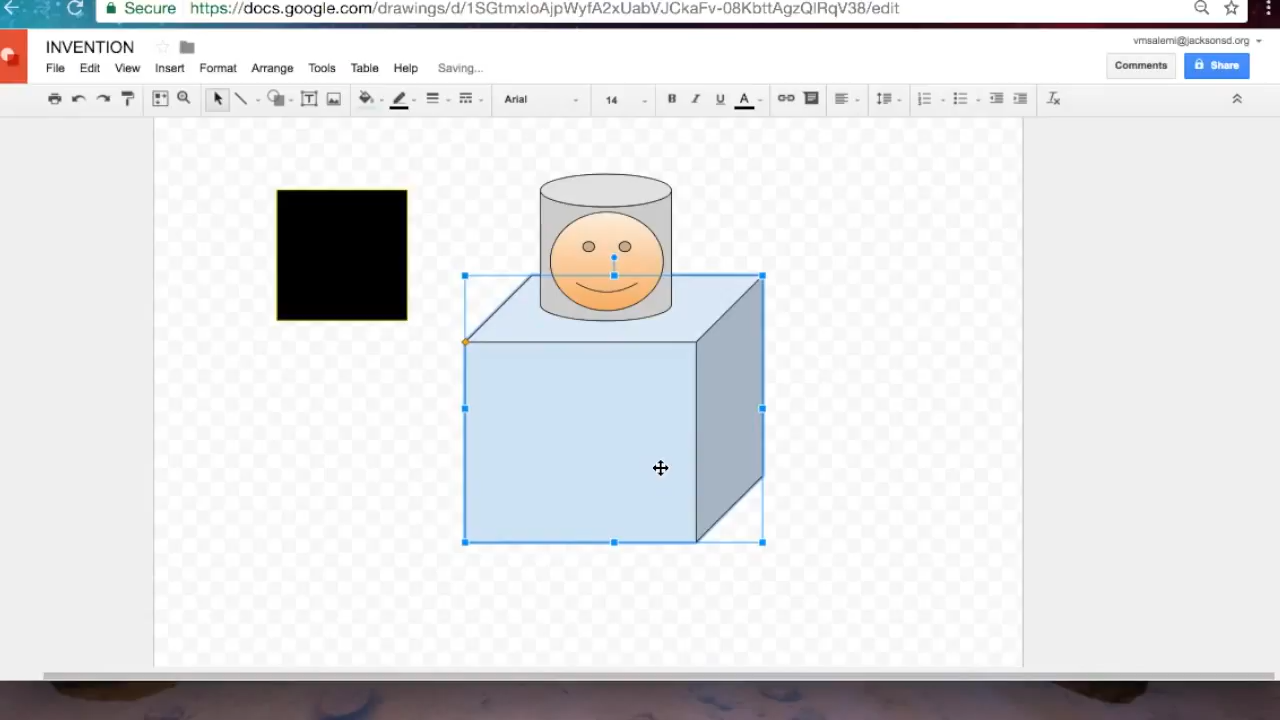 Secure https://docs.google.com/drawings/d/1SGtmxloAjpWyfA2xUabVJCkaFv-08KbttAgzQlRqV38/edit
INVENTION
vmsalemi@jacksonsd.org
File Edit View Insert Format Arrange Tools Table Help Saving...
Comments Share
Arial 14 B I U A